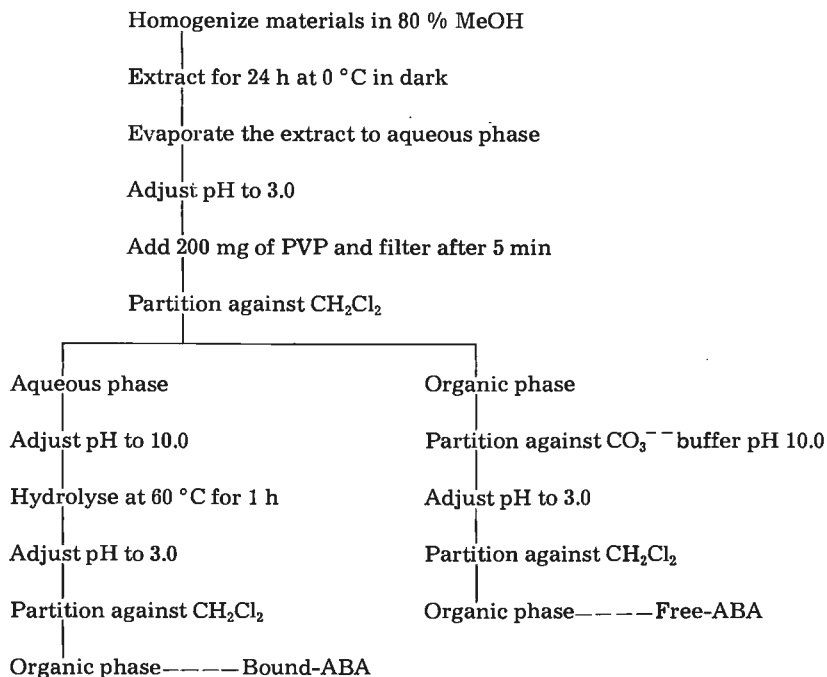 Homogenize materials in 80 % MeOH
Extract for 24 h at 0 °C in dark
Evaporate the extract to aqueous phase
Adjust pH to 3.0
Add 200 mg of PVP and filter after 5 min
Partition against CH₂Cl₂
Aqueous phase
Adjust pH to 10.0
Hydrolyse at 60 °C for 1 h
Adjust pH to 3.0
Partition against CH₂Cl₂
Organic phase————Bound-ABA
Organic phase
Partition against CO₃⁻⁻ buffer pH 10.0
Adjust pH to 3.0
Partition against CH₂Cl₂
Organic phase————Free-ABA